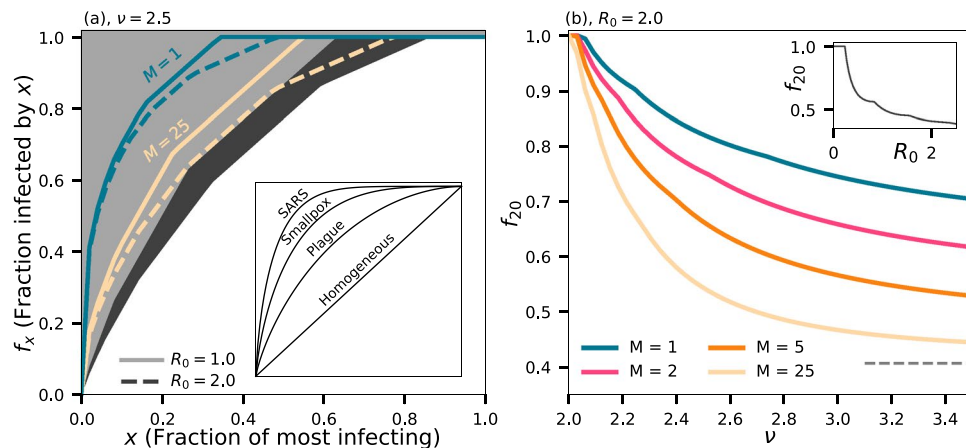 (a), ν = 2.5
f_x (Fraction infected by x)
1.0
0.8
0.6
0.4
0.2
0.0
M = 1
M = 25
SARS
Smallpox
Plague
Homogeneous
R_0 = 1.0
R_0 = 2.0
0.0 0.2 0.4 0.6 0.8 1.0
x (Fraction of most infecting)
(b), R_0 = 2.0
f_20
1.0
0.9
0.8
0.7
0.6
0.5
0.4
f_20
1.0
0.5
0 2
R_0
M = 1
M = 2
M = 5
M = 25
2.0 2.2 2.4 2.6 2.8 3.0 3.2 3.4
ν